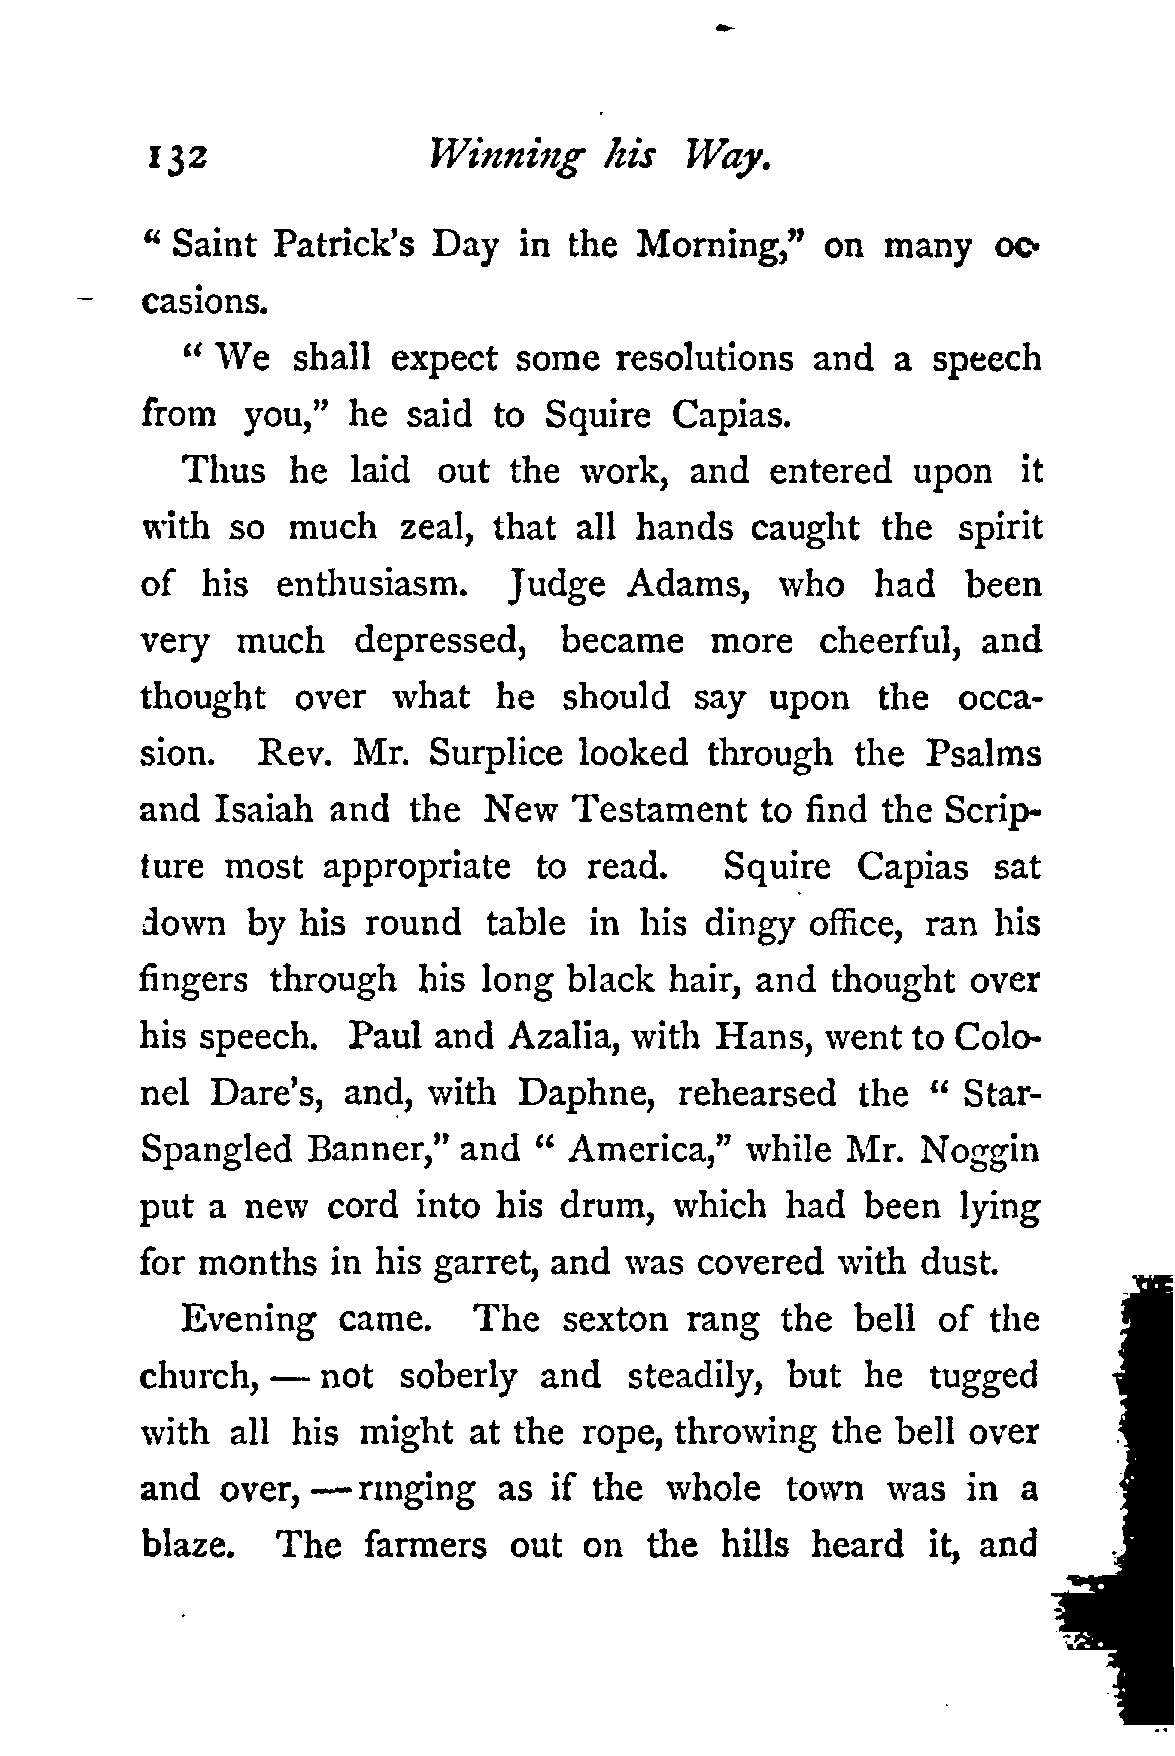 132 Winning his Way.
“ Saint Patrick’s Day in the Morning,” on many oc-
casions.
“ We shall expect some resolutions and a speech
from you,” he said to Squire Capias.
Thus he laid out the work, and entered upon it
with so much zeal, that all hands caught the spirit
of his enthusiasm. Judge Adams, who had been
very much depressed, became more cheerful, and
thought over what he should say upon the occa-
sion. Rev. Mr. Surplice looked through the Psalms
and Isaiah and the New Testament to find the Scrip-
ture most appropriate to read. Squire Capias sat
down by his round table in his dingy office, ran his
fingers through his long black hair, and thought over
his speech. Paul and Azalia, with Hans, went to Colo-
nel Dare’s, and, with Daphne, rehearsed the “ Star-
Spangled Banner,” and “ America,” while Mr. Noggin
put a new cord into his drum, which had been lying
for months in his garret, and was covered with dust.
Evening came. The sexton rang the bell of the
church, — not soberly and steadily, but he tugged
with all his might at the rope, throwing the bell over
and over, — ringing as if the whole town was in a
blaze. The farmers out on the hills heard it, and